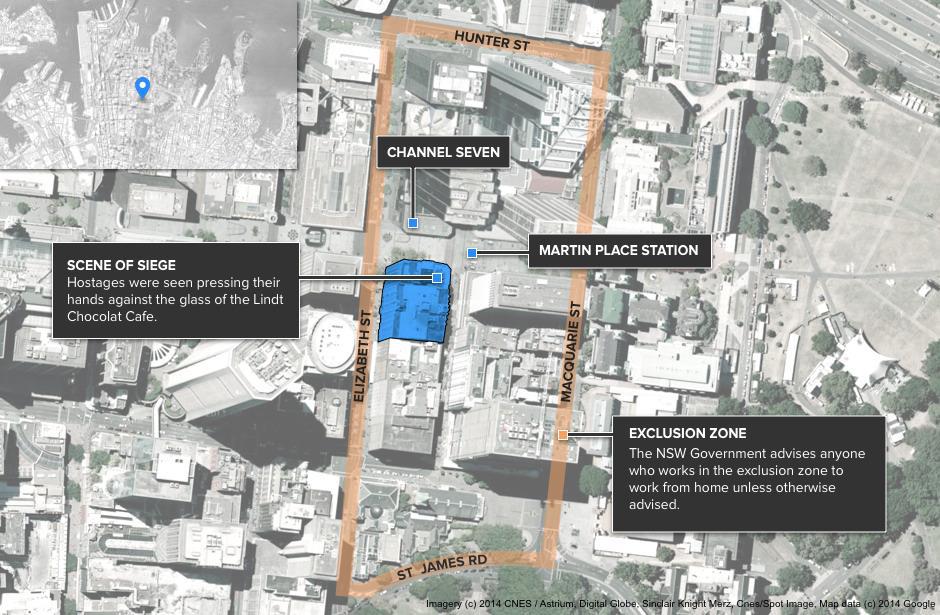 HUNTER ST
CHANNEL SEVEN
MARTIN PLACE STATION
SCENE OF SIEGE
Hostages were seen pressing their
hands against the glass of the Lindt
Chocolat Cafe.
ELIZABETH ST
MACQUARIE ST
EXCLUSION ZONE
The NSW Government advises anyone
who works in the exclusion zone to
work from home unless otherwise
advised.
ST JAMES RD
Imagery (c) 2014 CNES / Astrium, Digital Globe, Sinclair Knight Merz, Cnes/Spot Image, Map data (c) 2014 Google